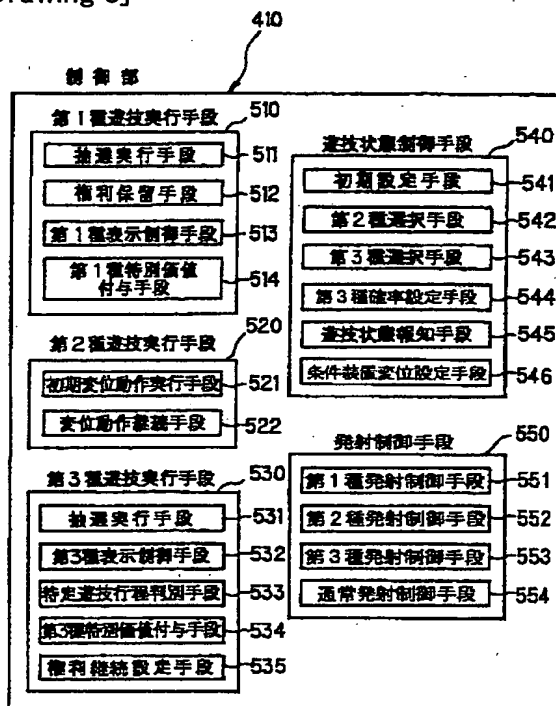 rawing 3]
410
制御部
第1種遊技実行手段 510
抽選実行手段 511
権利保留手段 512
第1種表示制御手段 513
第1種特別価値
付与手段 514
第2種遊技実行手段 520
初期変位動作実行手段 521
変位動作継続手段 522
第3種遊技実行手段 530
抽選実行手段 531
第3種表示制御手段 532
特定遊技行程判別手段 533
第3種特別価値付与手段 534
権利継続設定手段 535
遊技状態制御手段 540
初期設定手段 541
第2種選択手段 542
第3種選択手段 543
第3種確率設定手段 544
遊技状態報知手段 545
条件装置変位設定手段 546
発射制御手段 550
第1種発射制御手段 551
第2種発射制御手段 552
第3種発射制御手段 553
通常発射制御手段 554